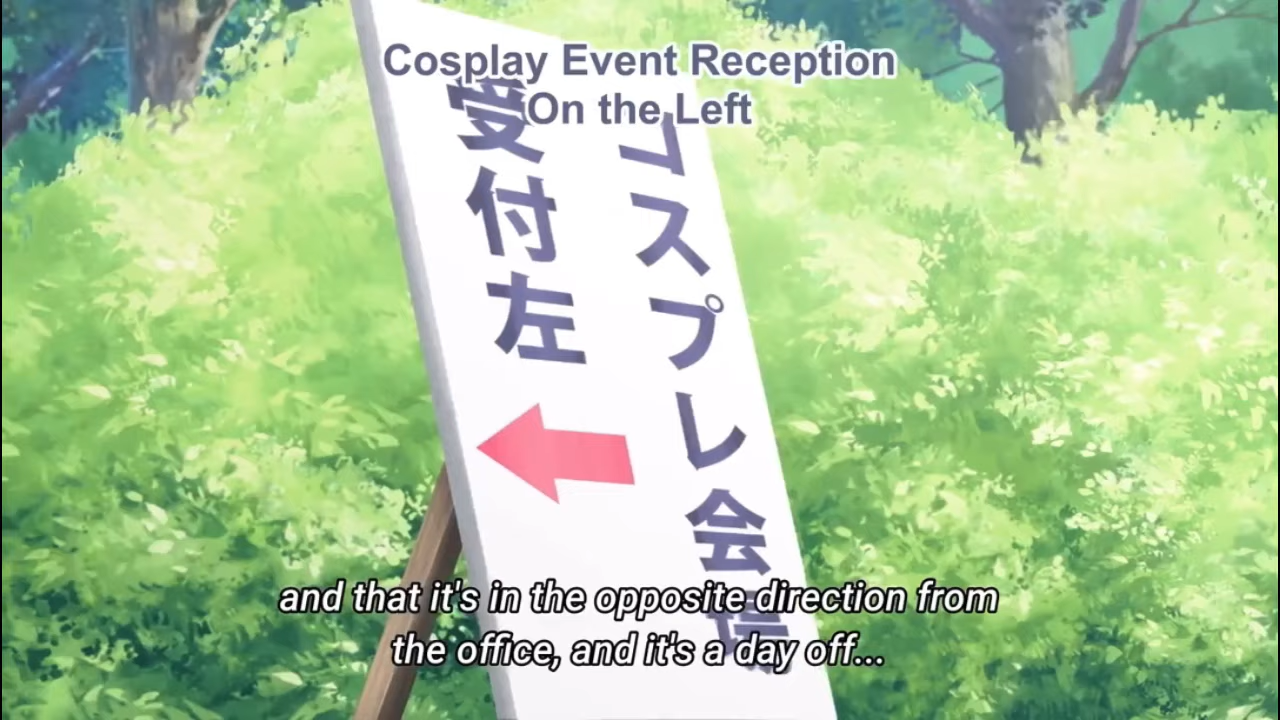 Cosplay Event Reception
On the Left
コスプレ会場
受付左
and that it's in the opposite direction from
the office, and it's a day off...